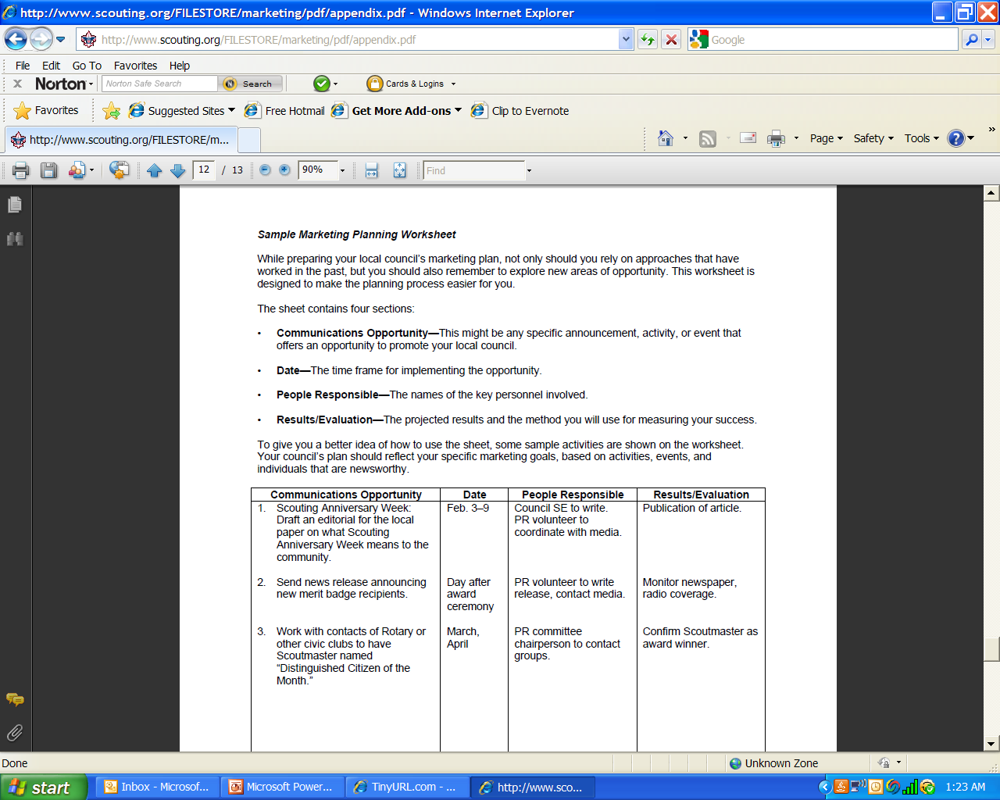 http://www.scouting.org/FILESTORE/marketing/pdf/appendix.pdf - Windows Internet Explorer
http://www.scouting.org/FILESTORE/marketing/pdf/appendix.pdf
Google
File Edit Go To Favorites Help
x Norton Norton Safe Search Search Cards & Logins
Favorites Suggested Sites Free Hotmail Get More Add-ons Clip to Evernote
http://www.scouting.org/FILESTORE/m... Page Safety Tools »
12 / 13 90% Find
Sample Marketing Planning Worksheet
While preparing your local council's marketing plan, not only should you rely on approaches that have
worked in the past, but you should also remember to explore new areas of opportunity. This worksheet is
designed to make the planning process easier for you.
The sheet contains four sections:
• Communications Opportunity—This might be any specific announcement, activity, or event that
offers an opportunity to promote your local council.
• Date—The time frame for implementing the opportunity.
• People Responsible—The names of the key personnel involved.
• Results/Evaluation—The projected results and the method you will use for measuring your success.
To give you a better idea of how to use the sheet, some sample activities are shown on the worksheet.
Your council's plan should reflect your specific marketing goals, based on activities, events, and
individuals that are newsworthy.
Communications Opportunity Date People Responsible Results/Evaluation
1. Scouting Anniversary Week: Feb. 3–9 Council SE to write. Publication of article.
Draft an editorial for the local PR volunteer to
paper on what Scouting coordinate with media.
Anniversary Week means to the
community.
2. Send news release announcing Day after PR volunteer to write Monitor newspaper,
new merit badge recipients. award release, contact media. radio coverage.
ceremony
3. Work with contacts of Rotary or March, PR committee Confirm Scoutmaster as
other civic clubs to have April chairperson to contact award winner.
Scoutmaster named groups.
“Distinguished Citizen of the
Month.”
Done Unknown Zone
start Inbox - Microsof... Microsoft Power... TinyURL.com - ... http://www.sco... 1:23 AM